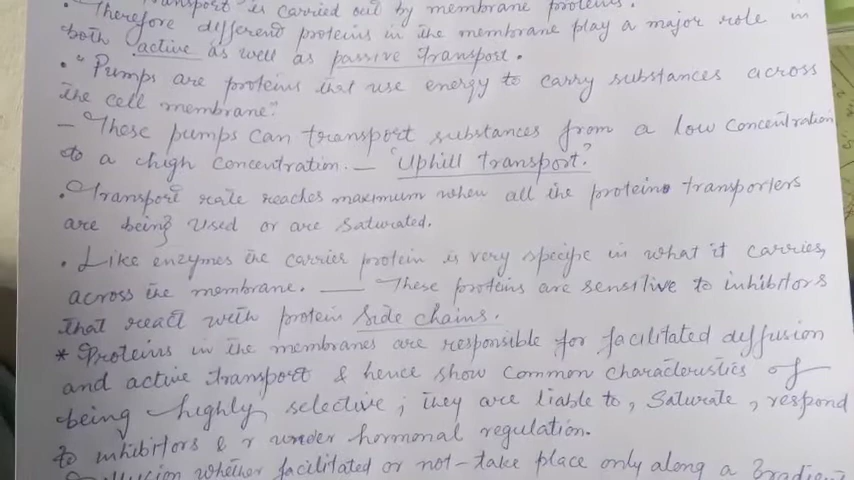 Transport is carried out by membrane proteins.
Therefore different proteins in the membrane play a major role in
both active as well as passive transport.
• "Pumps are proteins that use energy to carry substances across
the cell membrane."
– These pumps can transport substances from a low concentration
to a high concentration. — 'Uphill transport.'
• Transport rate reaches maximum when all the proteins transporters
are being used or are saturated.
• Like enzymes the carrier protein is very specific in what it carries,
across the membrane. — These proteins are sensitive to inhibitors
that react with protein side chains.
* Proteins in the membranes are responsible for facilitated diffusion
and active transport & hence show common characteristics of
being highly selective; they are liable to, saturate, respond
to inhibitors & r under hormonal regulation.
Diffusion whether facilitated or not – take place only along a gradient